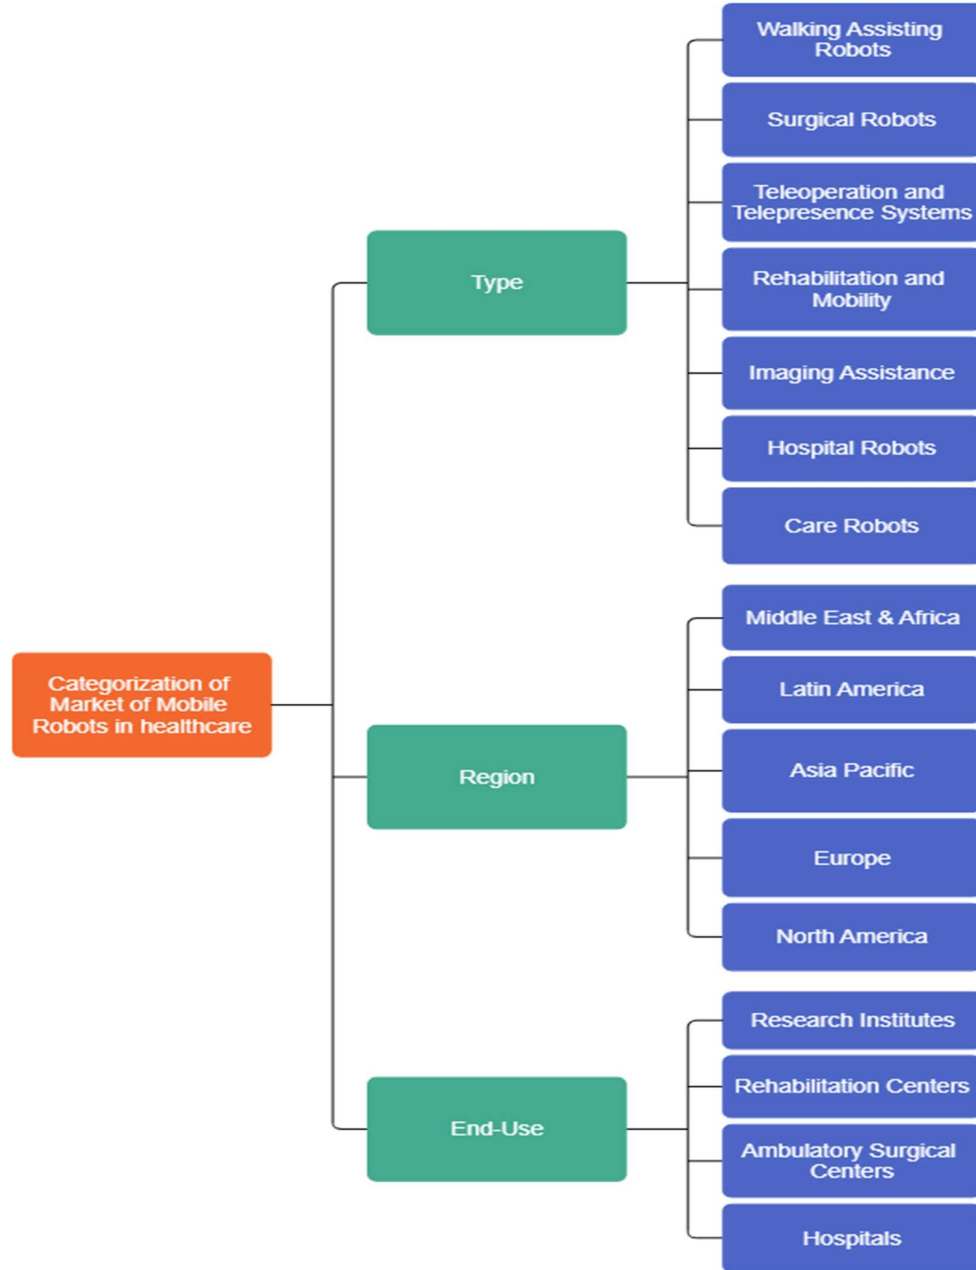 Categorization of
Market of Mobile
Robots in healthcare
Type
Walking Assisting
Robots
Surgical Robots
Teleoperation and
Telepresence Systems
Rehabilitation and
Mobility
Imaging Assistance
Hospital Robots
Care Robots
Region
Middle East & Africa
Latin America
Asia Pacific
Europe
North America
End-Use
Research Institutes
Rehabilitation Centers
Ambulatory Surgical
Centers
Hospitals